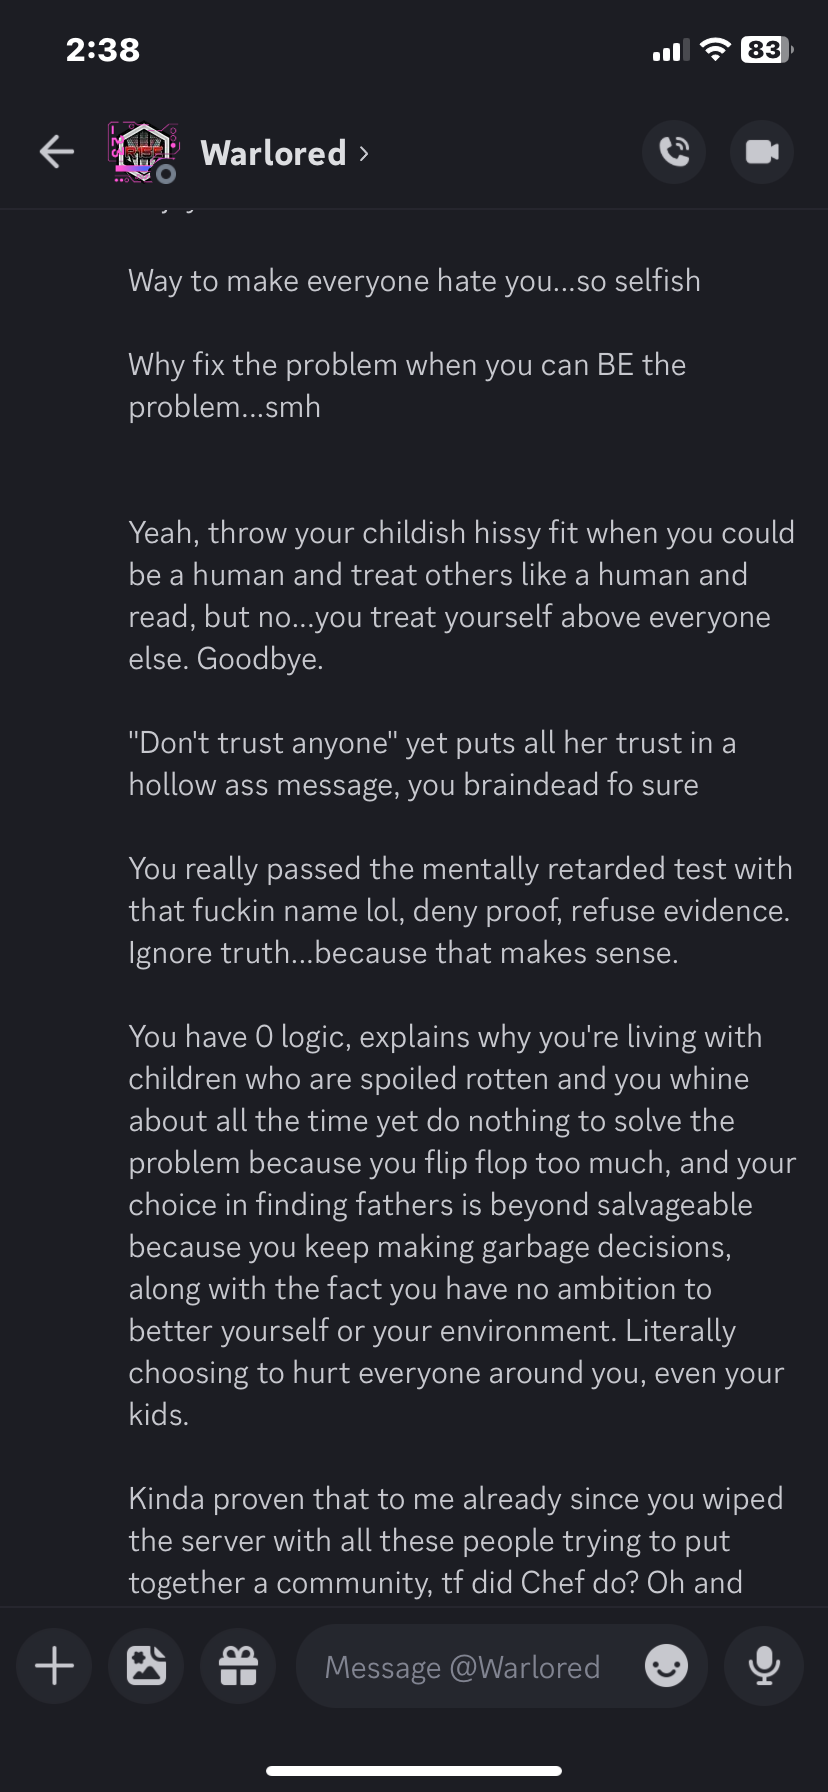 2:38
83
RISE
Warlored
Way to make everyone hate you...so selfish
Why fix the problem when you can BE the
problem...smh
Yeah, throw your childish hissy fit when you could
be a human and treat others like a human and
read, but no...you treat yourself above everyone
else. Goodbye.
"Don't trust anyone" yet puts all her trust in a
hollow ass message, you braindead fo sure
You really passed the mentally retarded test with
that fuckin name lol, deny proof, refuse evidence.
Ignore truth...because that makes sense.
You have 0 logic, explains why you're living with
children who are spoiled rotten and you whine
about all the time yet do nothing to solve the
problem because you flip flop too much, and your
choice in finding fathers is beyond salvageable
because you keep making garbage decisions,
along with the fact you have no ambition to
better yourself or your environment. Literally
choosing to hurt everyone around you, even your
kids.
Kinda proven that to me already since you wiped
the server with all these people trying to put
together a community, tf did Chef do? Oh and
Message @Warlored